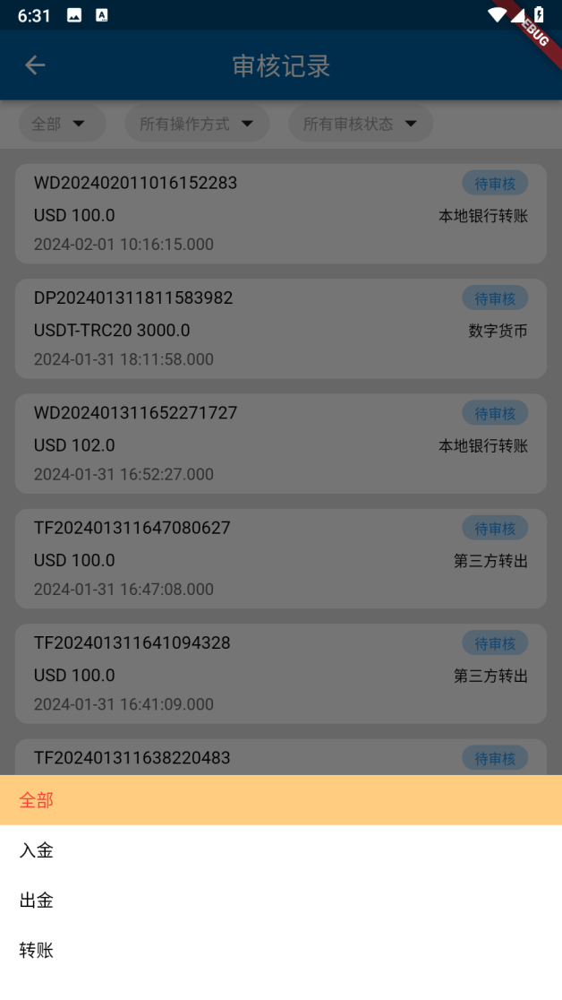 6:31
EBUG
审核记录
全部 所有操作方式 所有审核状态
WD202402011016152283 待审核
USD 100.0 本地银行转账
2024-02-01 10:16:15.000
DP202401311811583982 待审核
USDT-TRC20 3000.0 数字货币
2024-01-31 18:11:58.000
WD202401311652271727 待审核
USD 102.0 本地银行转账
2024-01-31 16:52:27.000
TF202401311647080627 待审核
USD 100.0 第三方转出
2024-01-31 16:47:08.000
TF202401311641094328 待审核
USD 100.0 第三方转出
2024-01-31 16:41:09.000
TF202401311638220483 待审核
全部
入金
出金
转账